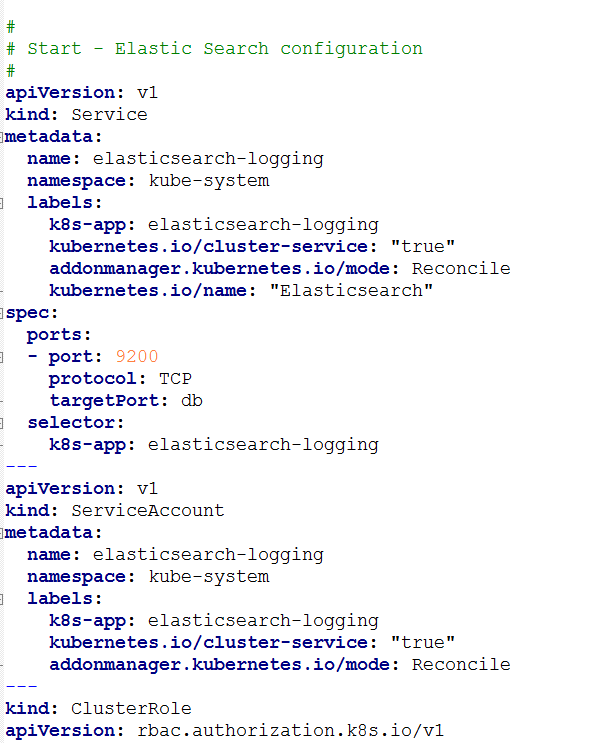 #
# Start - Elastic Search configuration
#
apiVersion: v1
kind: Service
metadata:
  name: elasticsearch-logging
  namespace: kube-system
  labels:
    k8s-app: elasticsearch-logging
    kubernetes.io/cluster-service: "true"
    addonmanager.kubernetes.io/mode: Reconcile
    kubernetes.io/name: "Elasticsearch"
spec:
  ports:
  - port: 9200
    protocol: TCP
    targetPort: db
  selector:
    k8s-app: elasticsearch-logging
---
apiVersion: v1
kind: ServiceAccount
metadata:
  name: elasticsearch-logging
  namespace: kube-system
  labels:
    k8s-app: elasticsearch-logging
    kubernetes.io/cluster-service: "true"
    addonmanager.kubernetes.io/mode: Reconcile
---
kind: ClusterRole
apiVersion: rbac.authorization.k8s.io/v1